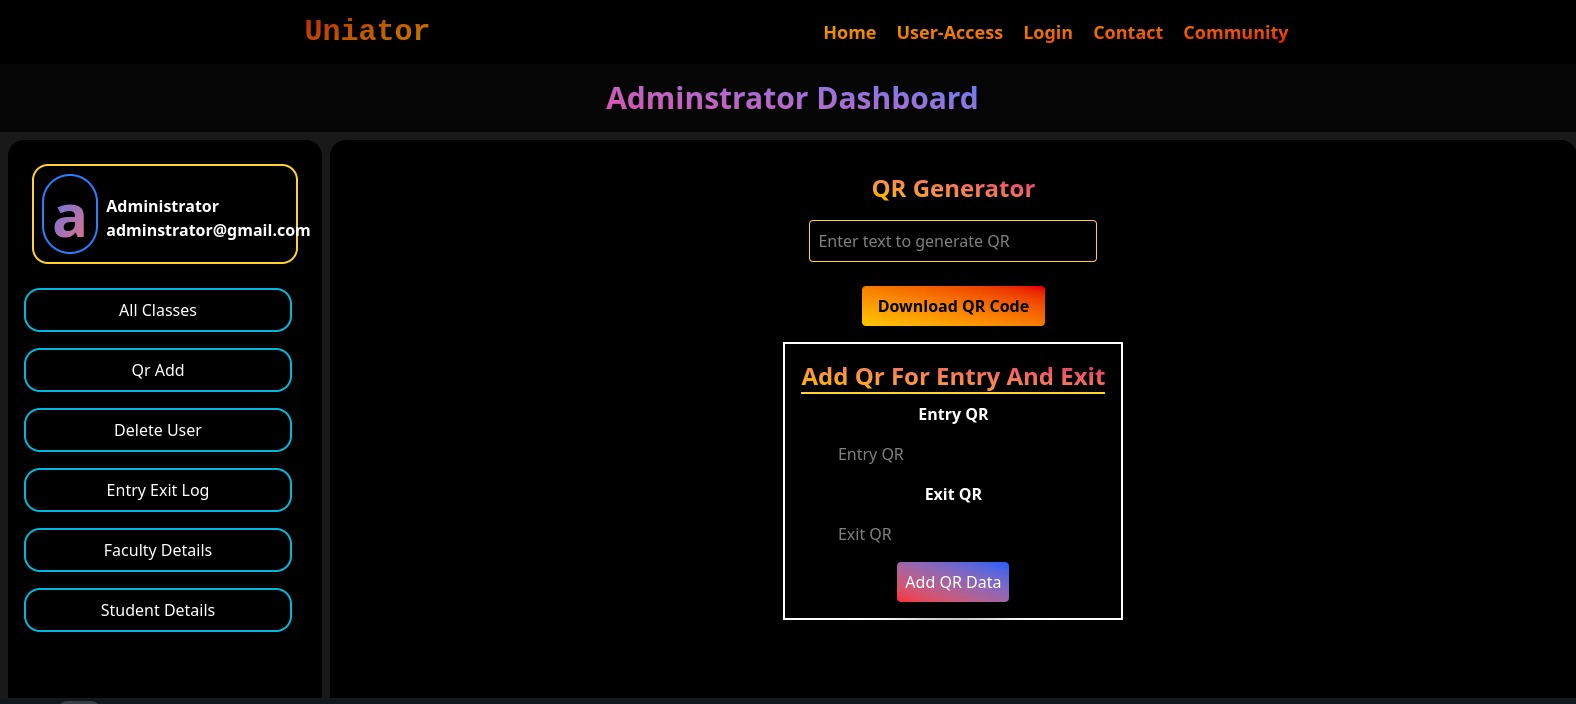 Uniator
Home User-Access Login Contact Community
Adminstrator Dashboard
a
Administrator
adminstrator@gmail.com
All Classes
Qr Add
Delete User
Entry Exit Log
Faculty Details
Student Details
QR Generator
Enter text to generate QR
Download QR Code
Add Qr For Entry And Exit
Entry QR
Entry QR
Exit QR
Exit QR
Add QR Data